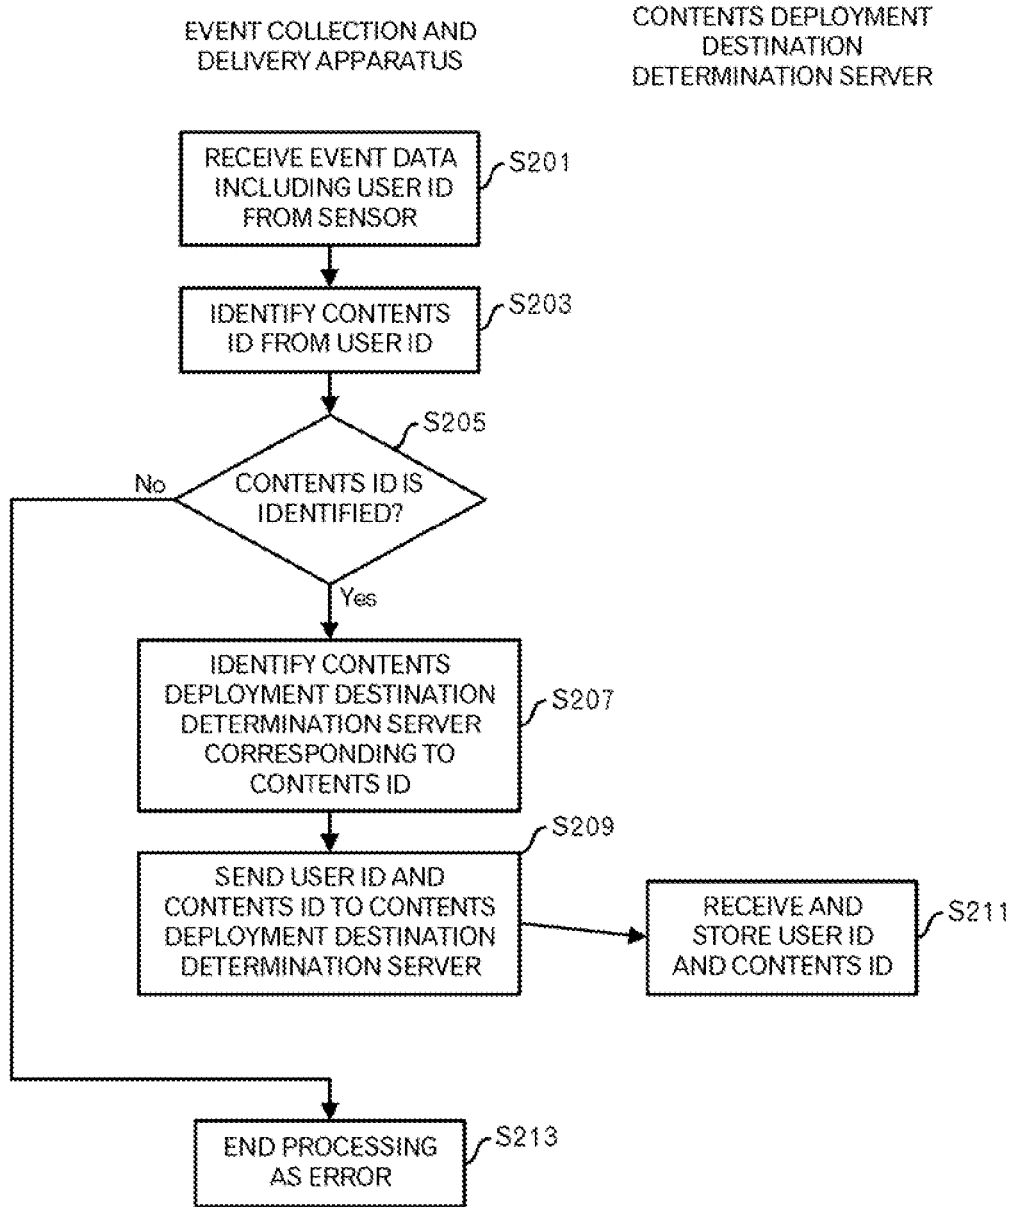 EVENT COLLECTION AND
DELIVERY APPARATUS
CONTENTS DEPLOYMENT
DESTINATION
DETERMINATION SERVER
RECEIVE EVENT DATA
INCLUDING USER ID
FROM SENSOR
S201
IDENTIFY CONTENTS
ID FROM USER ID
S203
S205
CONTENTS ID IS
IDENTIFIED?
No
Yes
IDENTIFY CONTENTS
DEPLOYMENT DESTINATION
DETERMINATION SERVER
CORRESPONDING TO
CONTENTS ID
S207
S209
SEND USER ID AND
CONTENTS ID TO CONTENTS
DEPLOYMENT DESTINATION
DETERMINATION SERVER
RECEIVE AND
STORE USER ID
AND CONTENTS ID
S211
END PROCESSING
AS ERROR
S213